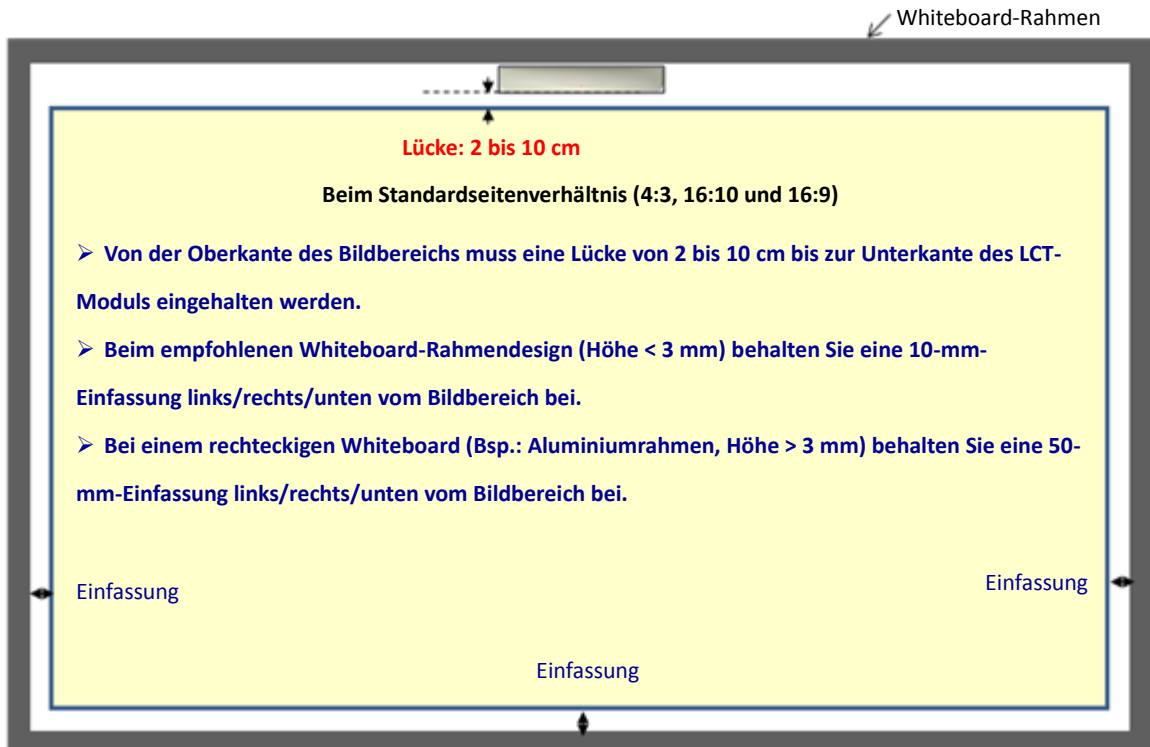 Whiteboard-Rahmen
Lücke: 2 bis 10 cm
Beim Standardseitenverhältnis (4:3, 16:10 und 16:9)
➢ Von der Oberkante des Bildbereichs muss eine Lücke von 2 bis 10 cm bis zur Unterkante des LCT-
Moduls eingehalten werden.
➢ Beim empfohlenen Whiteboard-Rahmendesign (Höhe < 3 mm) behalten Sie eine 10-mm-
Einfassung links/rechts/unten vom Bildbereich bei.
➢ Bei einem rechteckigen Whiteboard (Bsp.: Aluminiumrahmen, Höhe > 3 mm) behalten Sie eine 50-
mm-Einfassung links/rechts/unten vom Bildbereich bei.
Einfassung
Einfassung
Einfassung